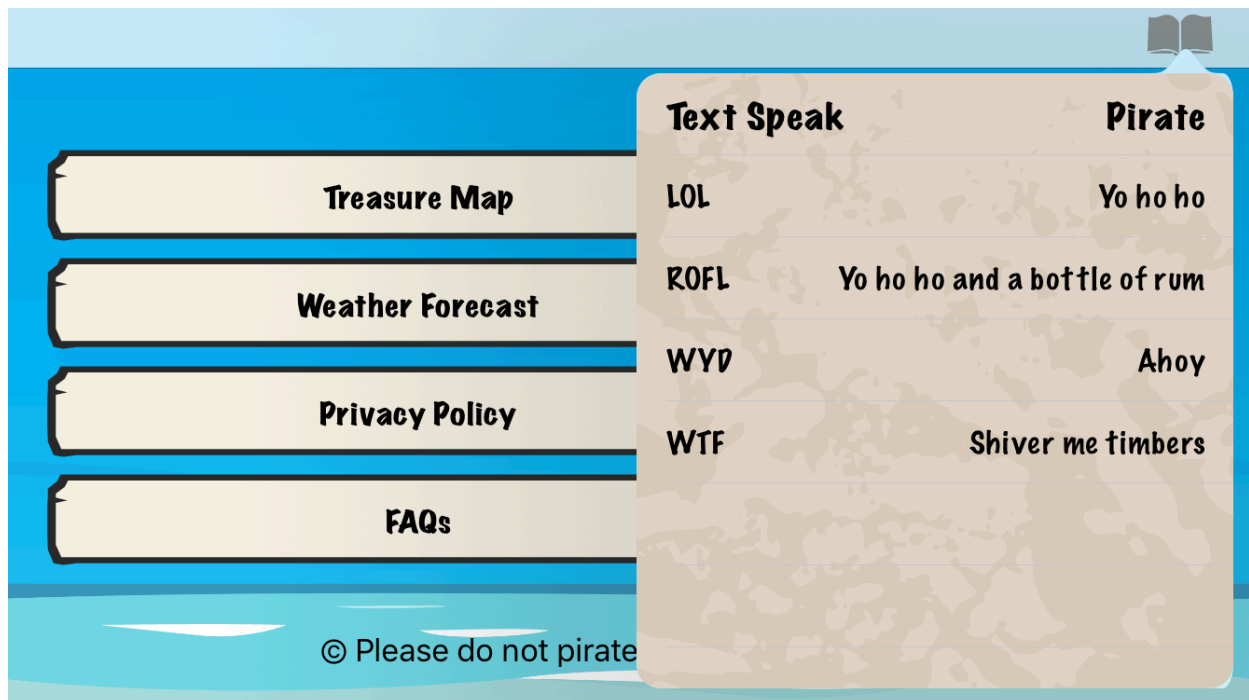 Treasure Map
Weather Forecast
Privacy Policy
FAQs
© Please do not pirate
Text Speak Pirate
LOL Yo ho ho
ROFL Yo ho ho and a bottle of rum
WYD Ahoy
WTF Shiver me timbers